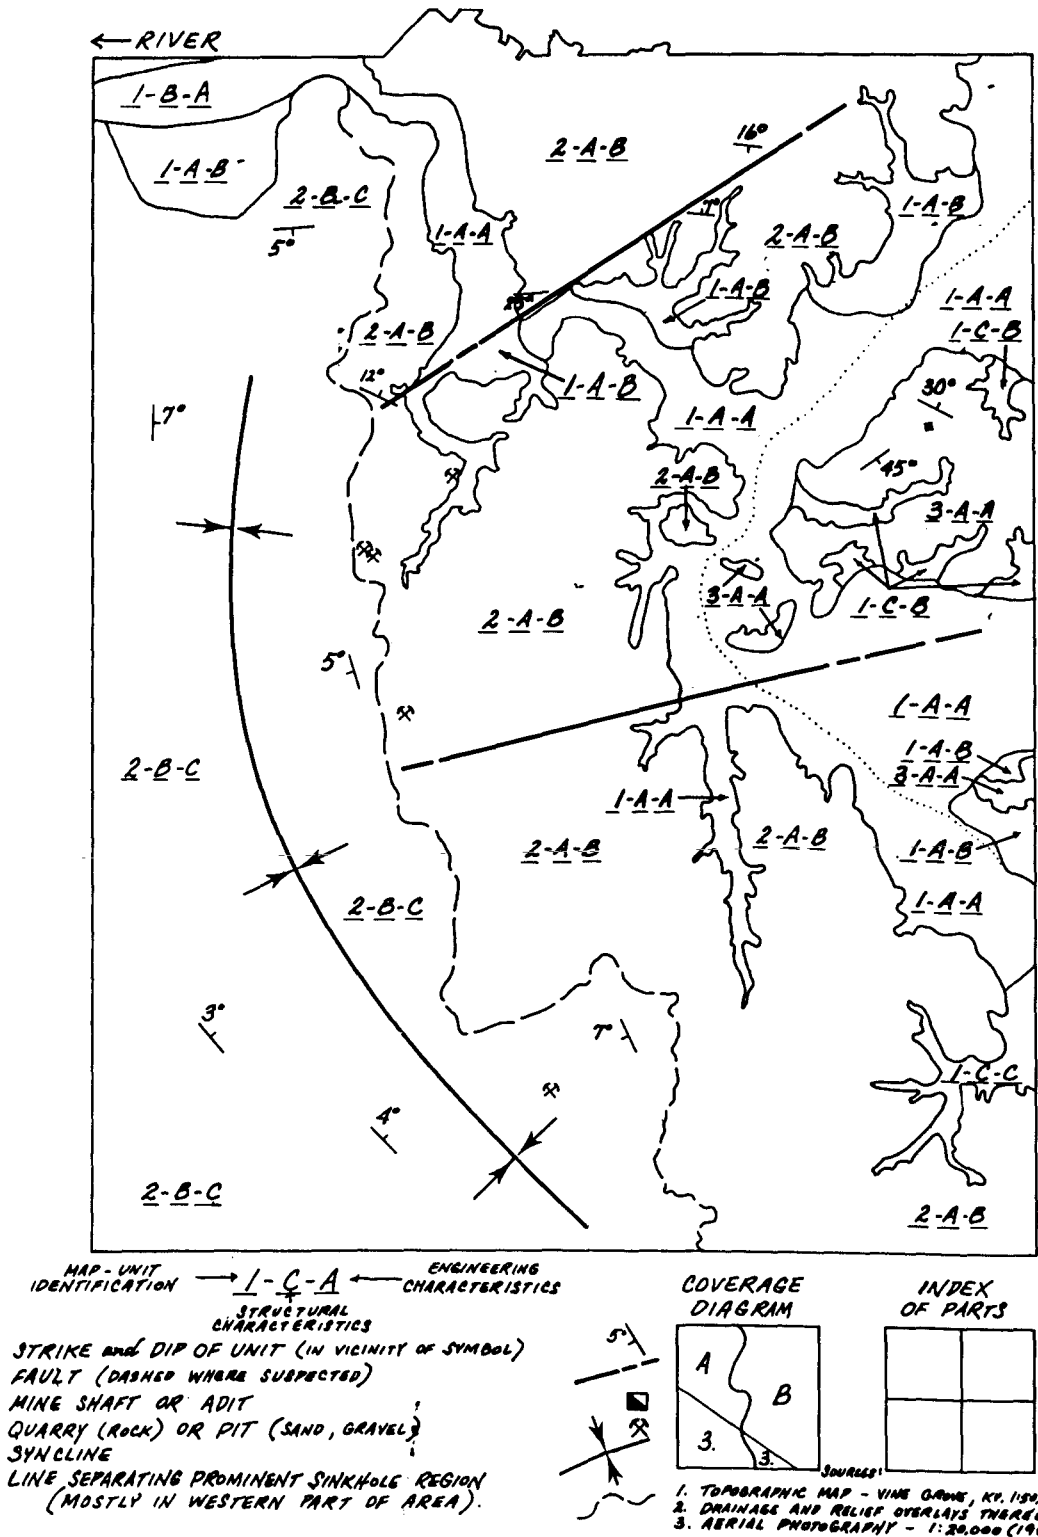 ← RIVER
1-B-A
2-A-B
16°
1-A-B
2-B-C
1-A-B
5°
1-A-A
7°
2-A-B
1-A-B
1-A-A
2-A-B
1-C-B
12°
1-A-B
30°
7°
1-A-A
45°
2-A-B
3-A-A
3-A-A
1-C-B
2-A-B
5°
1-A-A
1-A-B
2-B-C
3-A-A
1-A-A
2-A-B
2-A-B
1-A-B
2-B-C
1-A-A
3°
7°
1-C-C
4°
2-B-C
2-A-B
MAP-UNIT IDENTIFICATION → 1-C-A ← ENGINEERING CHARACTERISTICS
STRUCTURAL CHARACTERISTICS
STRIKE and DIP OF UNIT (IN VICINITY OF SYMBOL)
5°
FAULT (DASHED WHERE SUSPECTED)
MINE SHAFT OR ADIT
QUARRY (ROCK) OR PIT (SAND, GRAVEL)
SYNCLINE
LINE SEPARATING PROMINENT SINKHOLE REGION
(MOSTLY IN WESTERN PART OF AREA).
COVERAGE
DIAGRAM
A
B
3.
3.
INDEX
OF PARTS
SOURCES:
1. TOPOGRAPHIC MAP - VINE GROVE, KY. 1:50,
2. DRAINAGE AND RELIEF OVERLAYS
3. AERIAL PHOTOGRAPHY - 1:20,000 (19